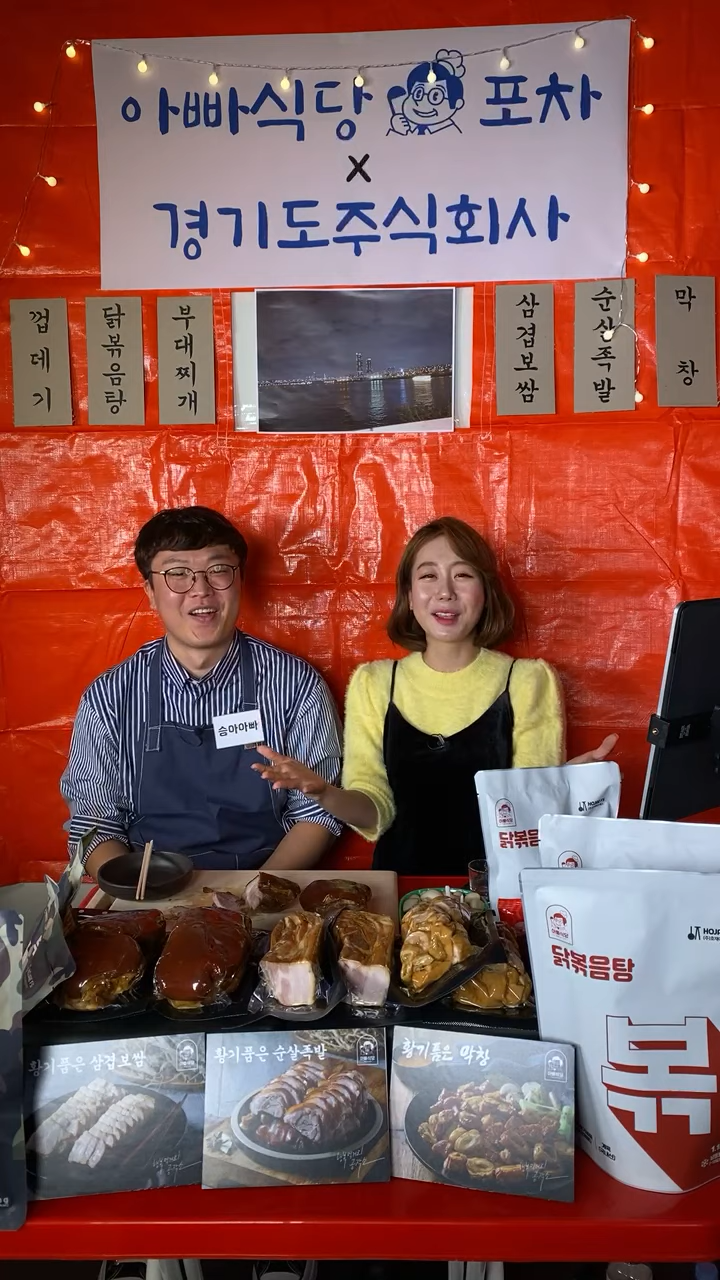 아빠식당 포차
X
경기도주식회사
껍데기
닭볶음탕
부대찌개
삼겹보쌈
순살족발
막창
승아아빠
닭볶음
HOJA
닭볶음탕
볶
황기품은 삼겹보쌈
황기품은 순살족발
황기품은 막창